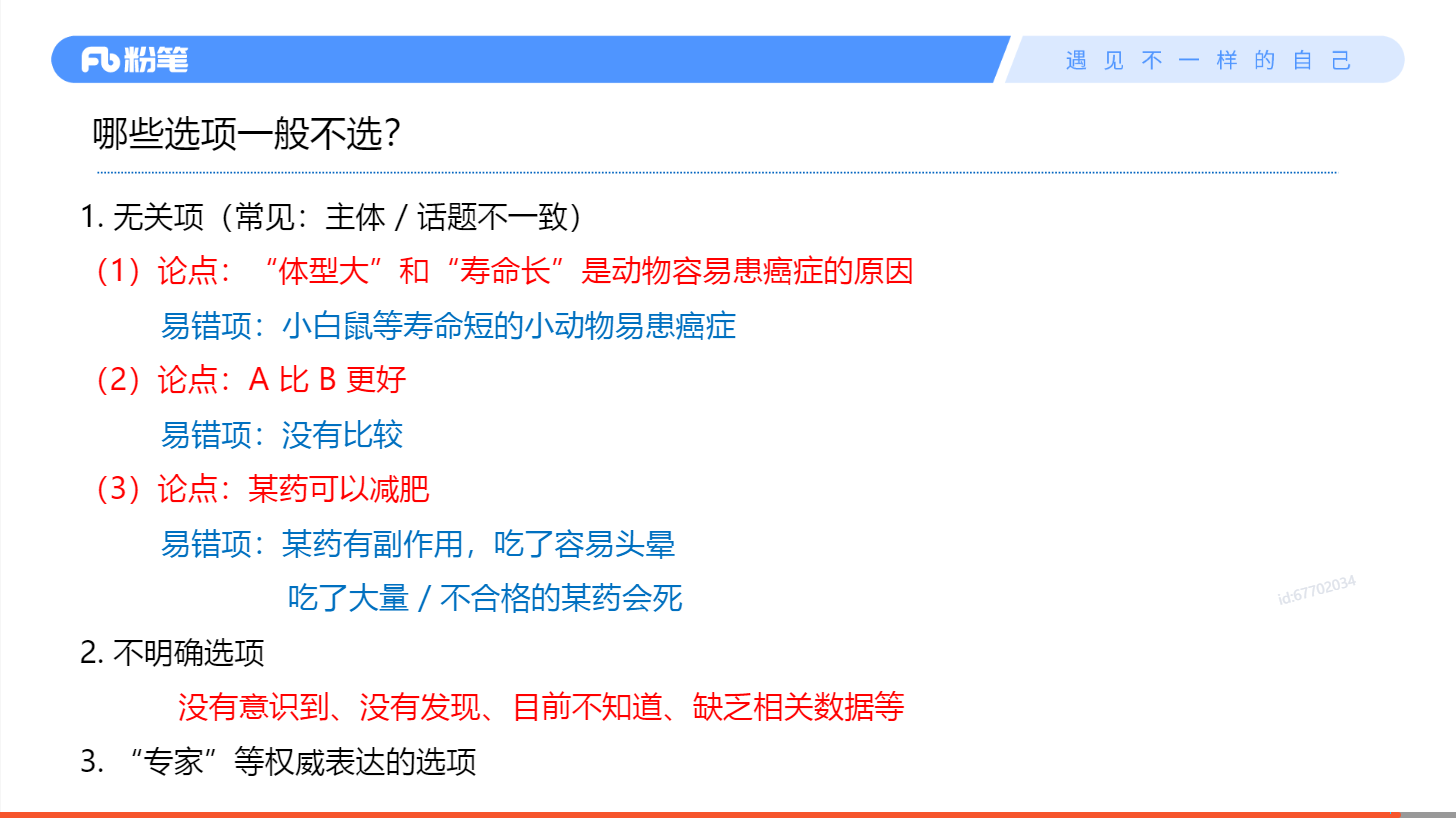 粉笔
遇见不一样的自己
哪些选项一般不选？
1. 无关项（常见：主体 / 话题不一致）
（1）论点：“体型大”和“寿命长”是动物容易患癌症的原因
易错项：小白鼠等寿命短的小动物易患癌症
（2）论点：A 比 B 更好
易错项：没有比较
（3）论点：某药可以减肥
易错项：某药有副作用，吃了容易头晕
吃了大量 / 不合格的某药会死
id:67702034
2. 不明确选项
没有意识到、没有发现、目前不知道、缺乏相关数据等
3. “专家”等权威表达的选项